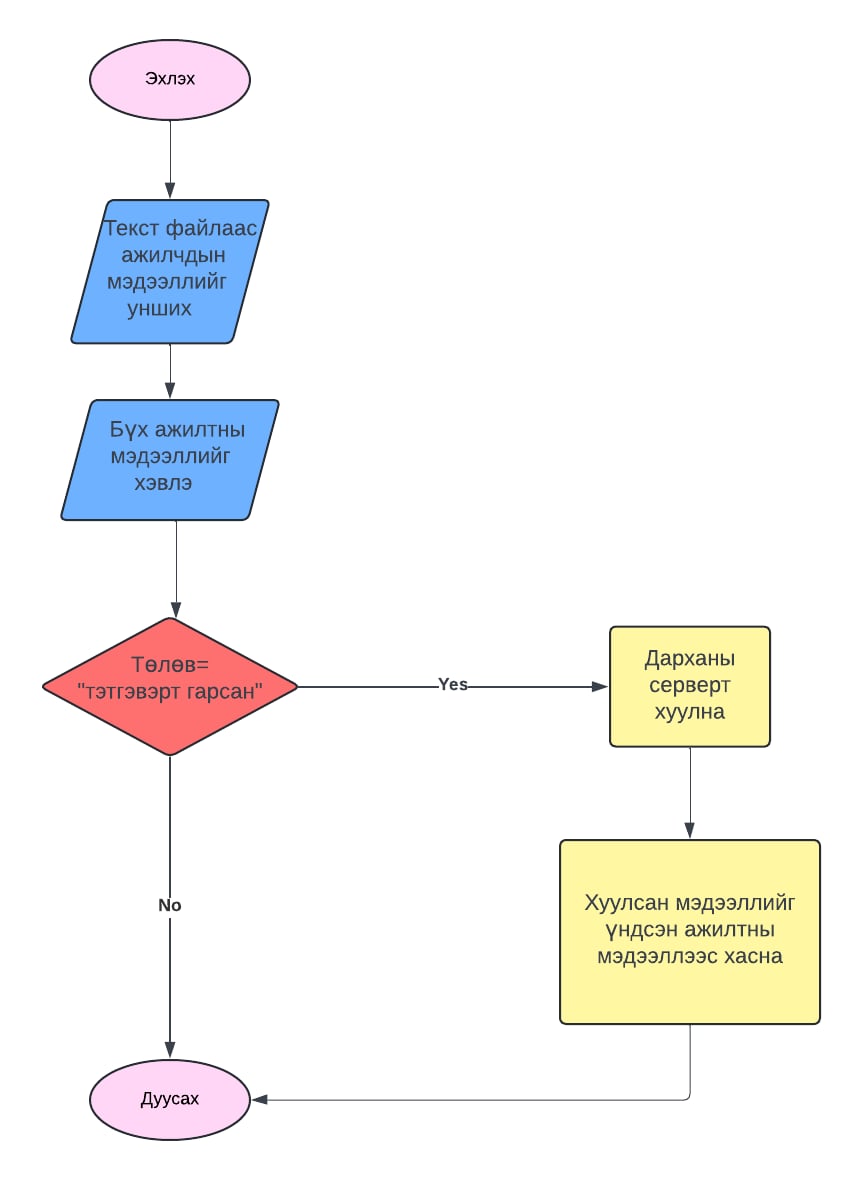 Эхлэх
Текст файлаас
ажилчдын
мэдээллийг
унших
Бүх ажилтны
мэдээллийг
хэвлэ
Төлөв=
"тэтгэвэрт гарсан"
Yes
Дарханы
серверт
хуулна
No
Хуулсан мэдээллийг
үндсэн ажилтны
мэдээллээс хасна
Дуусах